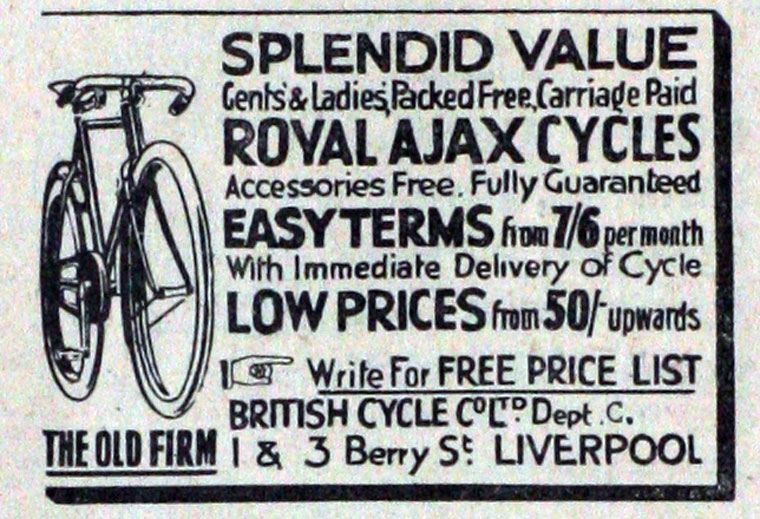 SPLENDID VALUE
Gents' & Ladies', Packed Free, Carriage Paid
ROYAL AJAX CYCLES
Accessories Free. Fully Guaranteed
EASY TERMS from 7/6 per month
With Immediate Delivery of Cycle
LOW PRICES from 50/- upwards
Write For FREE PRICE LIST
BRITISH CYCLE Co LTD. Dept. C.
THE OLD FIRM 1 & 3 Berry St LIVERPOOL